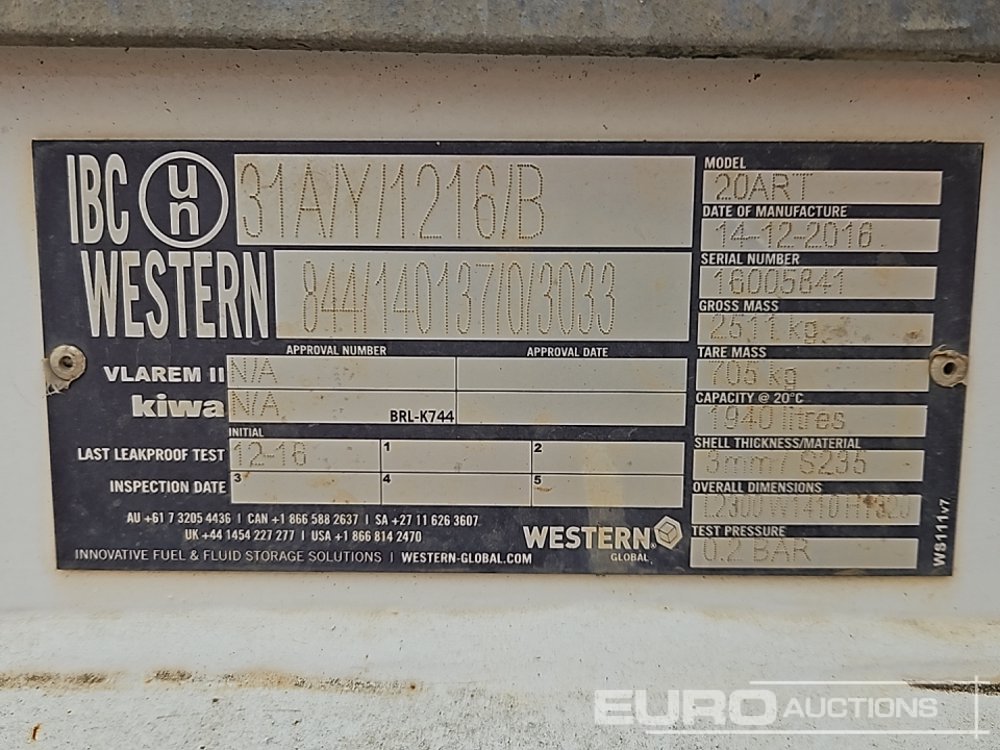 IBC un 31A/Y/1216/B
WESTERN 844/140137/0/3033
APPROVAL NUMBER APPROVAL DATE
VLAREM II N/A
kiwa N/A BRL-K744
INITIAL
LAST LEAKPROOF TEST 12-16 1 2
INSPECTION DATE 3 4 5
AU +61 7 3205 4436 | CAN +1 866 588 2637 | SA +27 11 626 3607
UK +44 1454 227 277 | USA +1 866 814 2470
INNOVATIVE FUEL & FLUID STORAGE SOLUTIONS | WESTERN-GLOBAL.COM
WESTERN®
GLOBAL
MODEL
20ART
DATE OF MANUFACTURE
14-12-2016
SERIAL NUMBER
16005841
GROSS MASS
2511 kg
TARE MASS
705 kg
CAPACITY @ 20°C
1940 litres
SHELL THICKNESS/MATERIAL
3mm / S235
OVERALL DIMENSIONS
L2300 W1410 H1320
TEST PRESSURE
0.2 BAR
WS111v7
EURO AUCTIONS